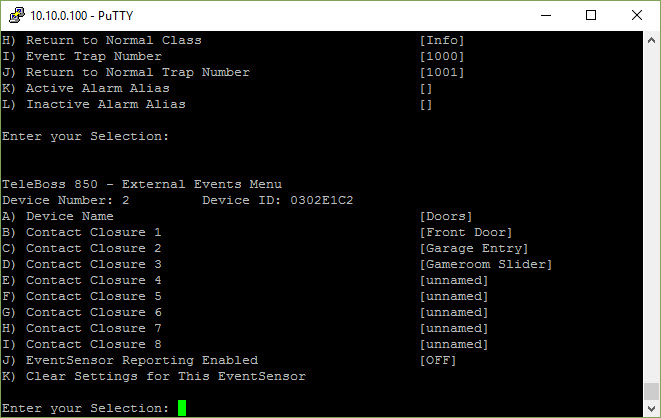 10.10.0.100 - PuTTY
H) Return to Normal Class [Info]
I) Event Trap Number [1000]
J) Return to Normal Trap Number [1001]
K) Active Alarm Alias []
L) Inactive Alarm Alias []
Enter your Selection:
TeleBoss 850 - External Events Menu
Device Number: 2 Device ID: 0302E1C2
A) Device Name [Doors]
B) Contact Closure 1 [Front Door]
C) Contact Closure 2 [Garage Entry]
D) Contact Closure 3 [Gameroom Slider]
E) Contact Closure 4 [unnamed]
F) Contact Closure 5 [unnamed]
G) Contact Closure 6 [unnamed]
H) Contact Closure 7 [unnamed]
I) Contact Closure 8 [unnamed]
J) EventSensor Reporting Enabled [OFF]
K) Clear Settings for This EventSensor
Enter your Selection: